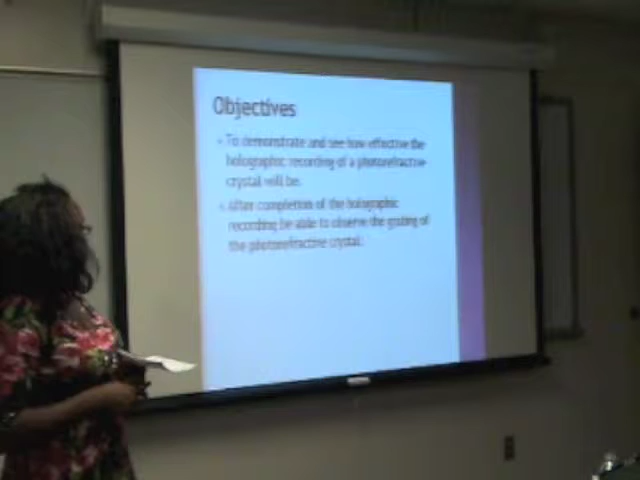 Objectives
• To demonstrate and see how effective the
holographic recording of a photorefractive
crystal will be.
• After completion of the holographic
recording be able to observe the grating of
the photorefractive crystal.